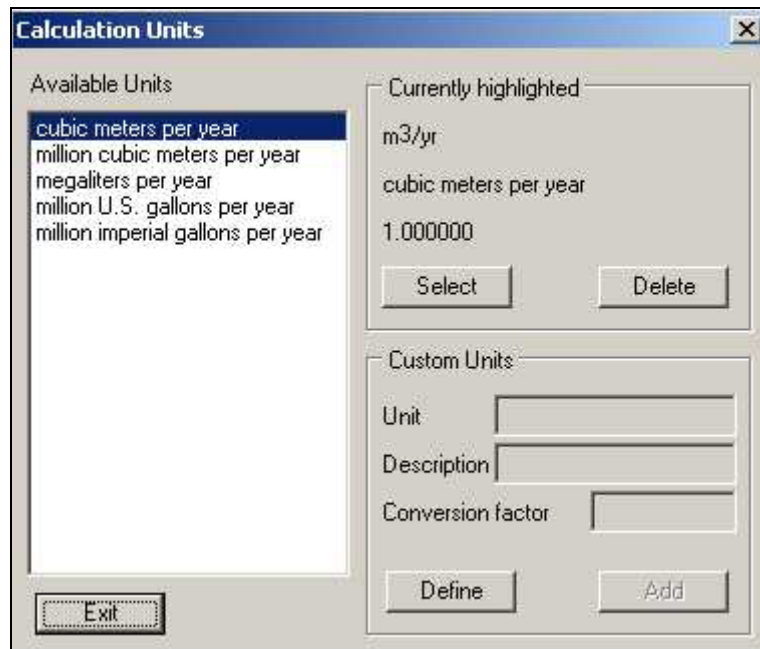 Calculation Units
Available Units
cubic meters per year
million cubic meters per year
megaliters per year
million U.S. gallons per year
million imperial gallons per year
Exit
Currently highlighted
m3/yr
cubic meters per year
1.000000
Select
Delete
Custom Units
Unit
Description
Conversion factor
Define
Add